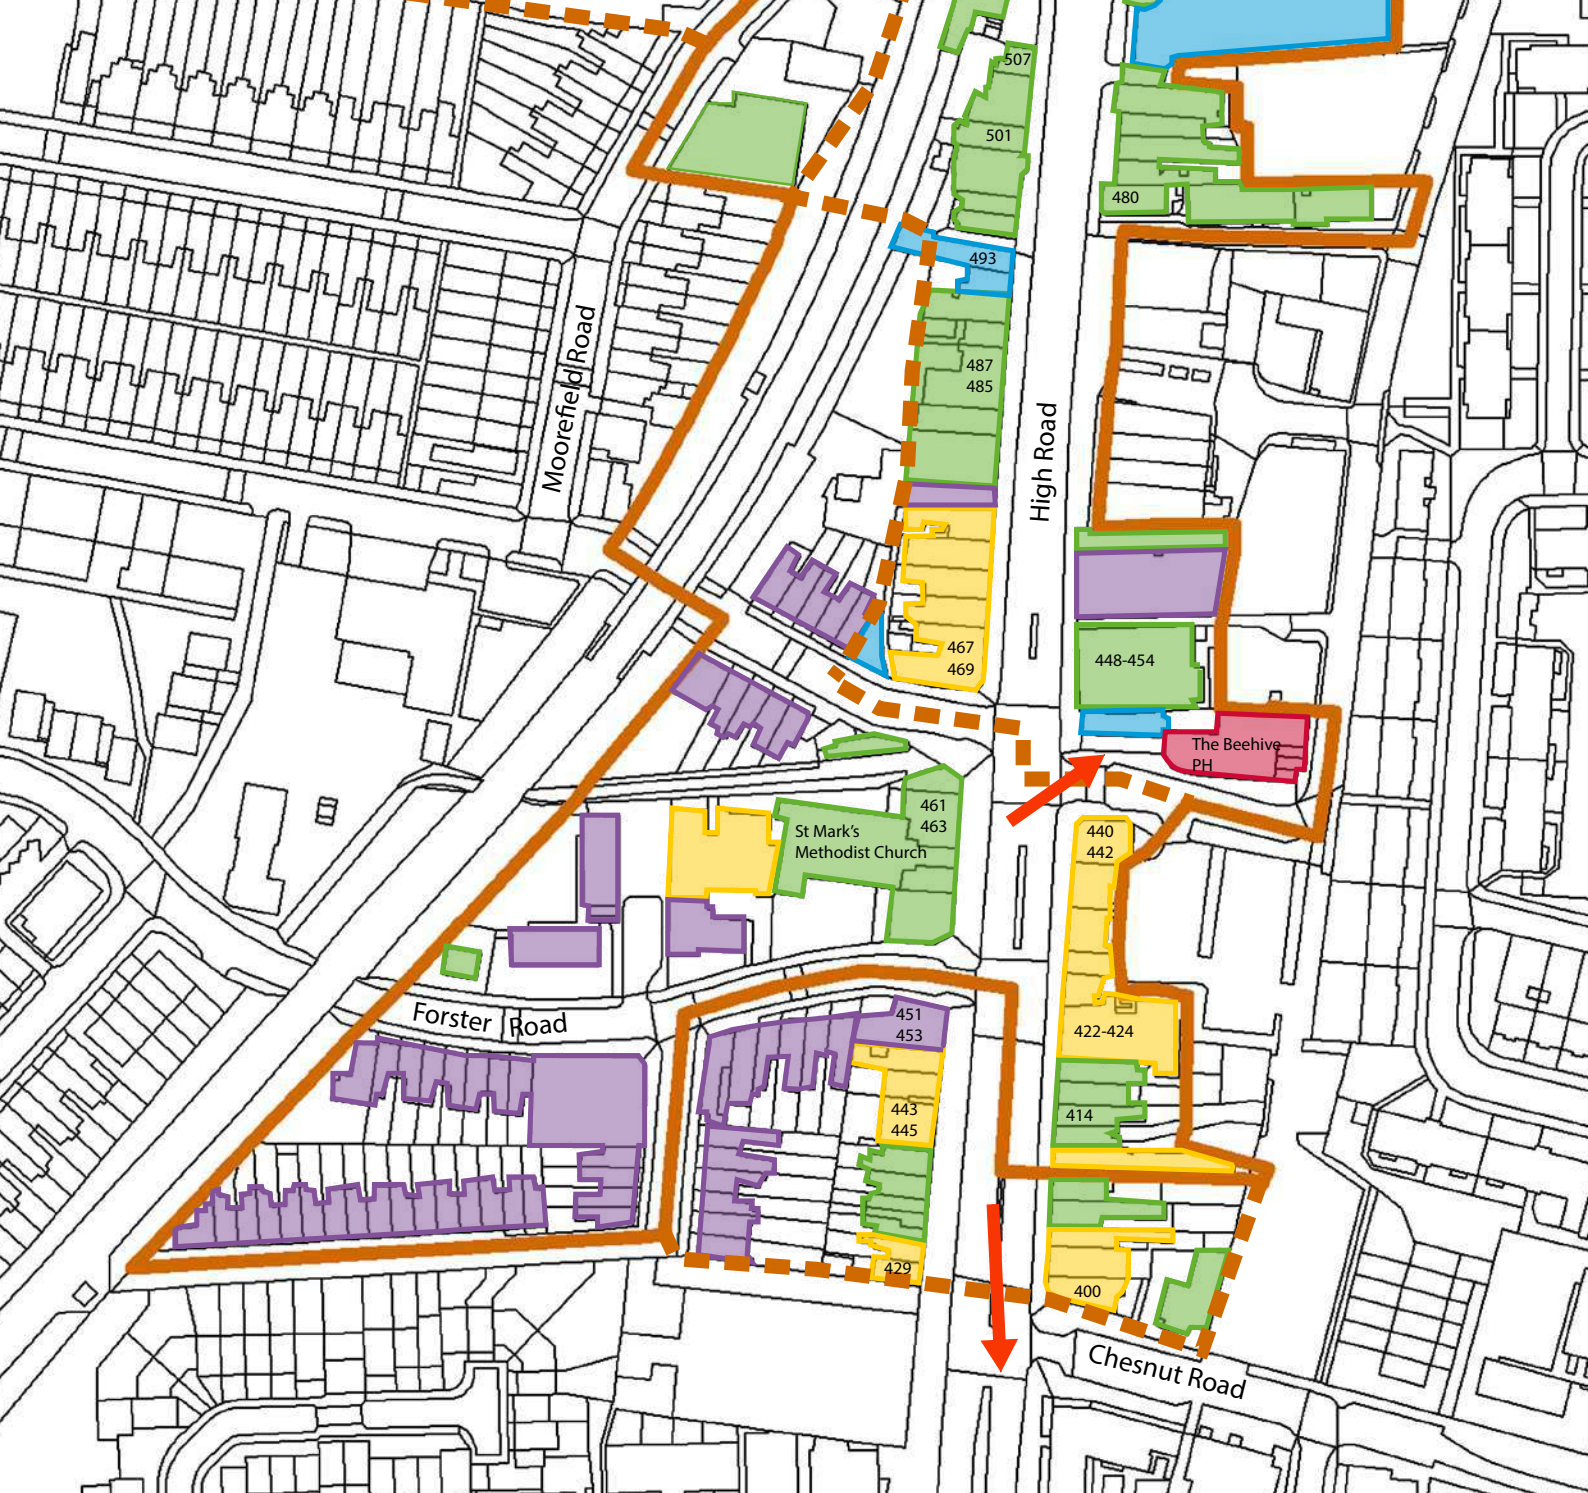 507
501
480
493
Moorefield Road
487
485
High Road
467
469
448-454
The Beehive
PH
461
463
St Mark's
Methodist Church
440
442
Forster Road
451
453
422-424
443
445
414
429
400
Chesnut Road